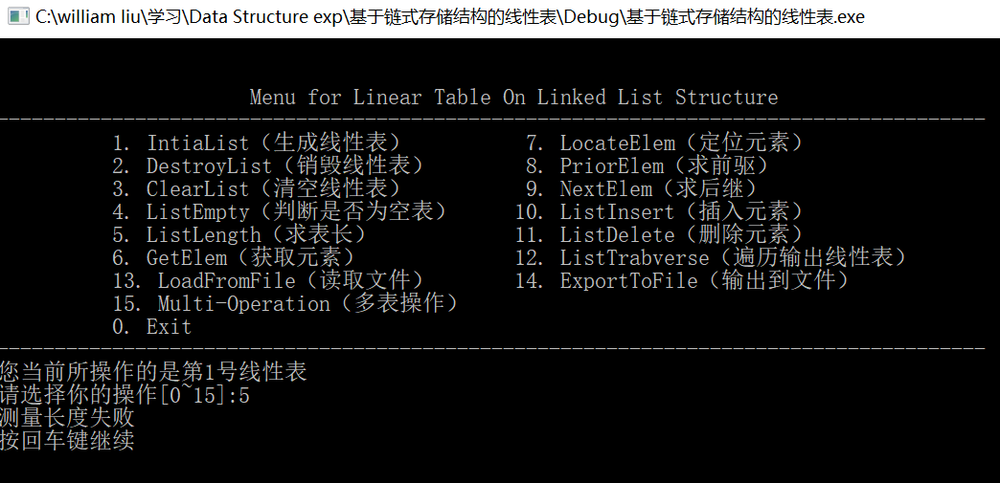 C:\william liu\学习\Data Structure exp\基于链式存储结构的线性表\Debug\基于链式存储结构的线性表.exe
Menu for Linear Table On Linked List Structure
-------------------------------------------------------------------------------------
1. IntiaList（生成线性表） 7. LocateElem（定位元素）
2. DestroyList（销毁线性表） 8. PriorElem（求前驱）
3. ClearList（清空线性表） 9. NextElem（求后继）
4. ListEmpty（判断是否为空表） 10. ListInsert（插入元素）
5. ListLength（求表长） 11. ListDelete（删除元素）
6. GetElem（获取元素） 12. ListTrabverse（遍历输出线性表）
13. LoadFromFile（读取文件） 14. ExportToFile（输出到文件）
15. Multi-Operation（多表操作）
0. Exit
-------------------------------------------------------------------------------------
您当前所操作的是第1号线性表
请选择你的操作[0~15]:5
测量长度失败
按回车键继续